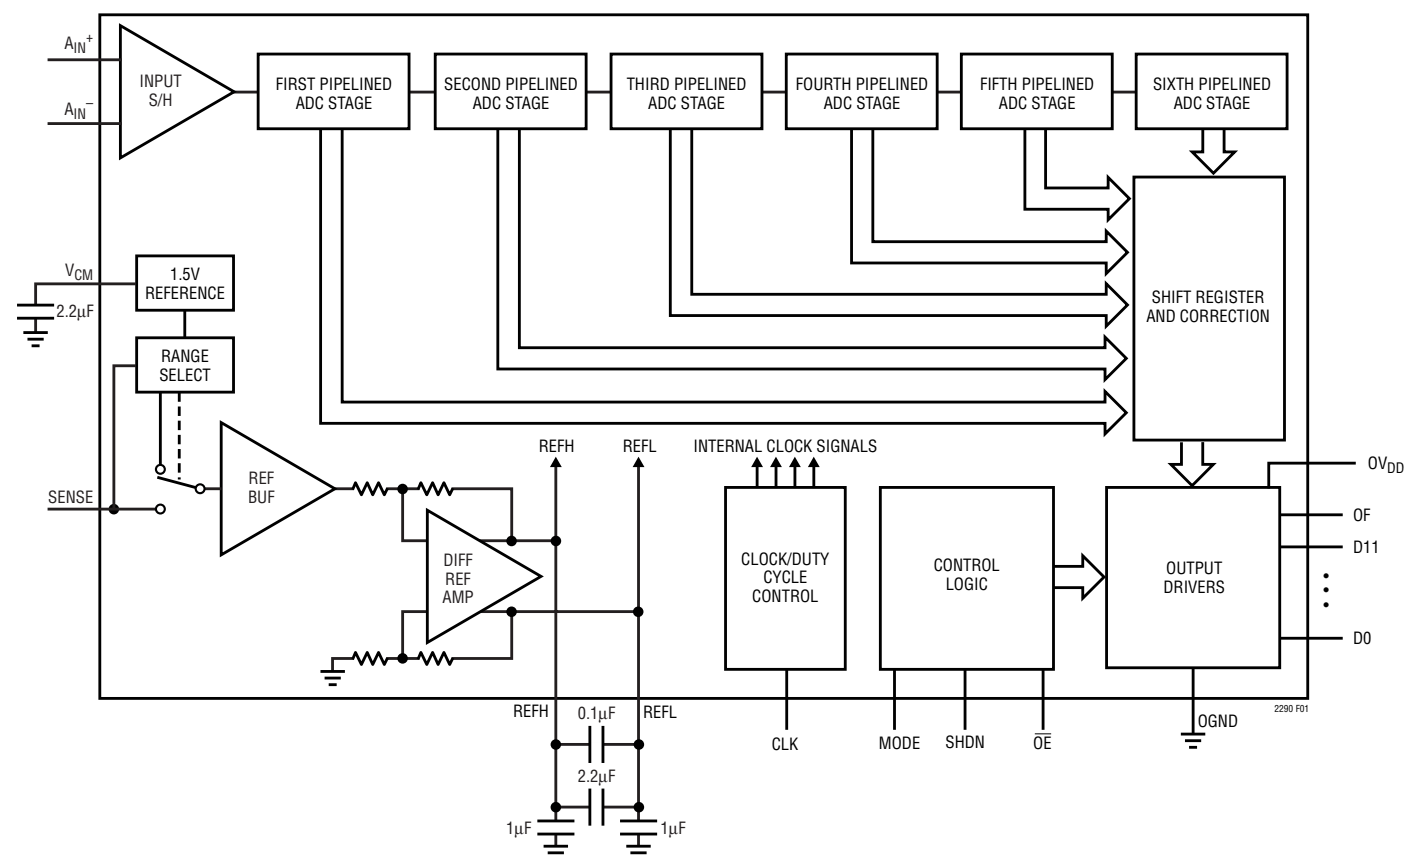 AIN+
AIN–
INPUT
S/H
FIRST PIPELINED
ADC STAGE
SECOND PIPELINED
ADC STAGE
THIRD PIPELINED
ADC STAGE
FOURTH PIPELINED
ADC STAGE
FIFTH PIPELINED
ADC STAGE
SIXTH PIPELINED
ADC STAGE
VCM
2.2µF
1.5V
REFERENCE
RANGE
SELECT
SHIFT REGISTER
AND CORRECTION
SENSE
REF
BUF
REFH
REFL
DIFF
REF
AMP
INTERNAL CLOCK SIGNALS
CLOCK/DUTY
CYCLE
CONTROL
CONTROL
LOGIC
OUTPUT
DRIVERS
OVDD
OF
D11
D0
REFH
0.1µF
REFL
2.2µF
1µF
1µF
CLK
MODE
SHDN
O̅E̅
OGND
2290 F01